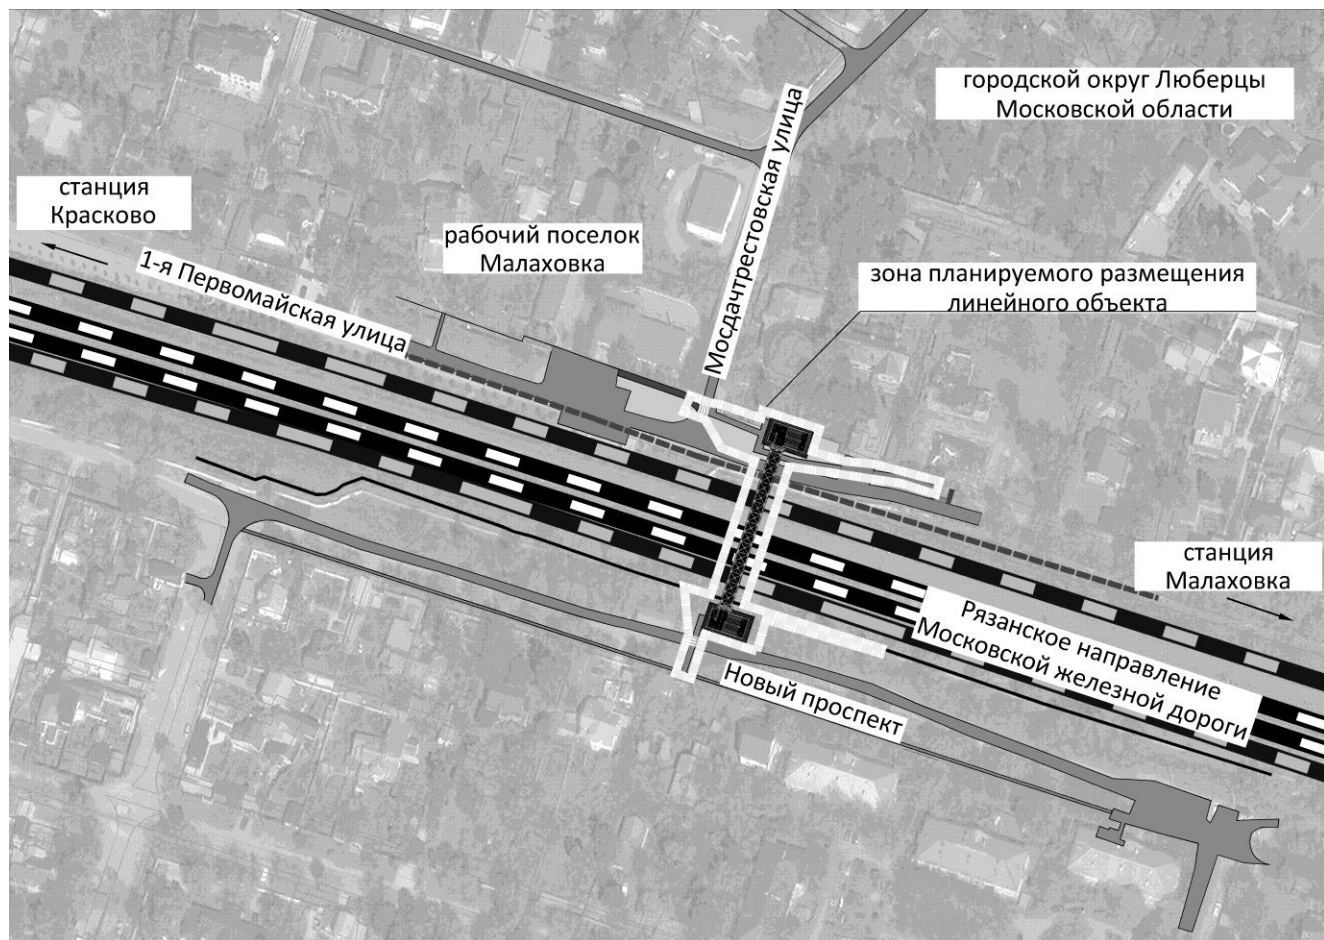 городской округ Люберцы
Московской области
станция
Красково
рабочий поселок
Малаховка
Мосдачтрестовская улица
1-я Первомайская улица
зона планируемого размещения
линейного объекта
станция
Малаховка
Рязанское направление
Московской железной дороги
Новый проспект